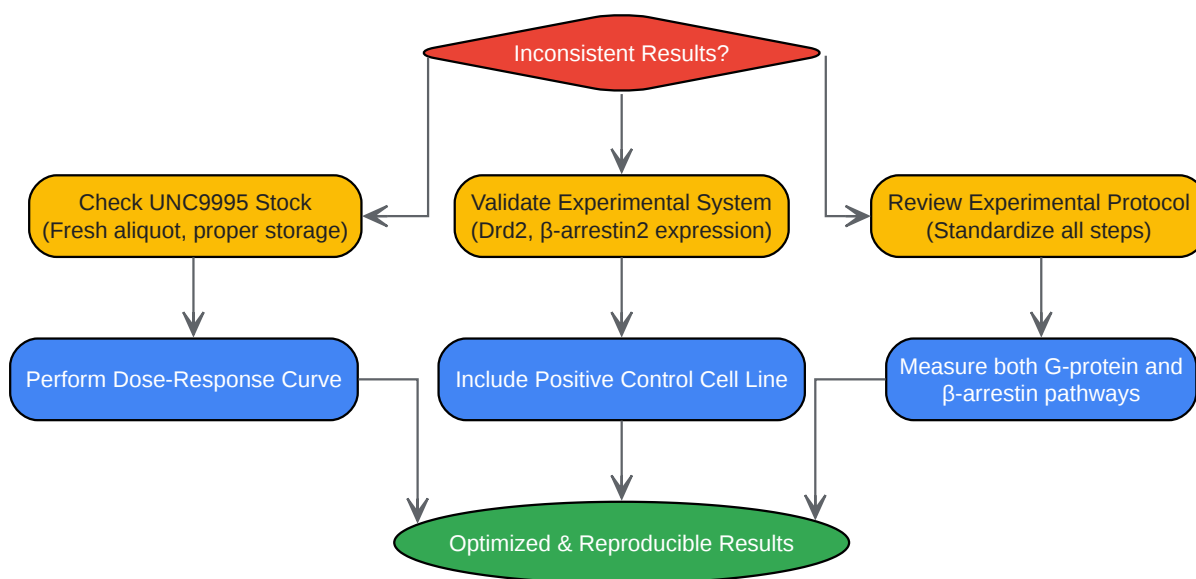 Inconsistent Results?
Check UNC9995 Stock
(Fresh aliquot, proper storage)
Validate Experimental System
(Drd2, β-arrestin2 expression)
Review Experimental Protocol
(Standardize all steps)
Perform Dose-Response Curve
Include Positive Control Cell Line
Measure both G-protein and
β-arrestin pathways
Optimized & Reproducible Results